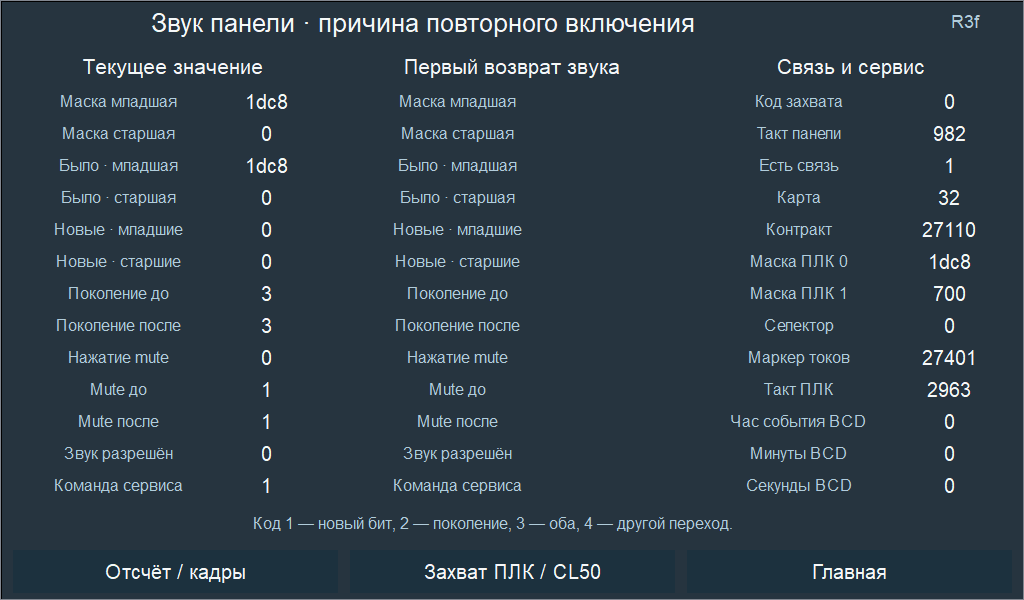 Звук панели · причина повторного включения R3f
Текущее значение Первый возврат звука Связь и сервис
Маска младшая 1dc8 Маска младшая Код захвата 0
Маска старшая 0 Маска старшая Такт панели 982
Было · младшая 1dc8 Было · младшая Есть связь 1
Было · старшая 0 Было · старшая Карта 32
Новые · младшие 0 Новые · младшие Контракт 27110
Новые · старшие 0 Новые · старшие Маска ПЛК 0 1dc8
Поколение до 3 Поколение до Маска ПЛК 1 700
Поколение после 3 Поколение после Селектор 0
Нажатие mute 0 Нажатие mute Маркер токов 27401
Mute до 1 Mute до Такт ПЛК 2963
Mute после 1 Mute после Час события BCD 0
Звук разрешён 0 Звук разрешён Минуты BCD 0
Команда сервиса 1 Команда сервиса Секунды BCD 0
Код 1 — новый бит, 2 — поколение, 3 — оба, 4 — другой переход.
Отсчёт / кадры Захват ПЛК / CL50 Главная